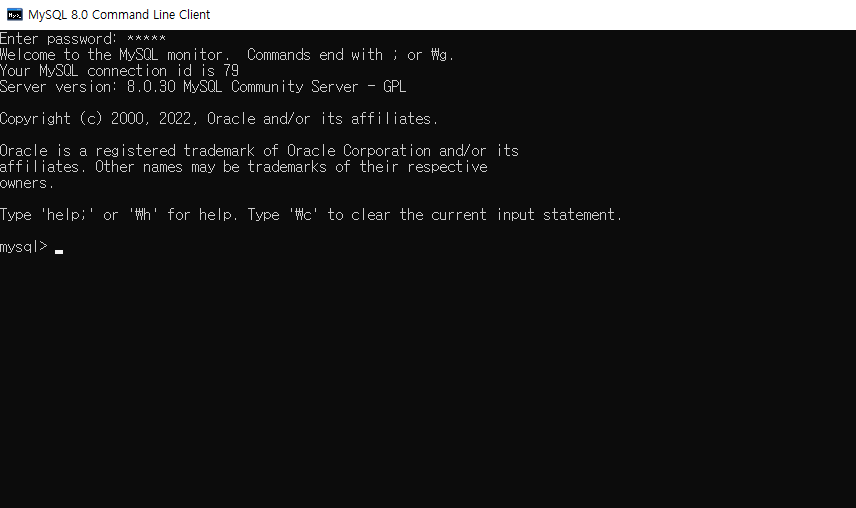 MySQL 8.0 Command Line Client
Enter password: *****
Welcome to the MySQL monitor.  Commands end with ; or ₩g.
Your MySQL connection id is 79
Server version: 8.0.30 MySQL Community Server - GPL
Copyright (c) 2000, 2022, Oracle and/or its affiliates.
Oracle is a registered trademark of Oracle Corporation and/or its
affiliates. Other names may be trademarks of their respective
owners.
Type 'help;' or '₩h' for help. Type '₩c' to clear the current input statement.
mysql>